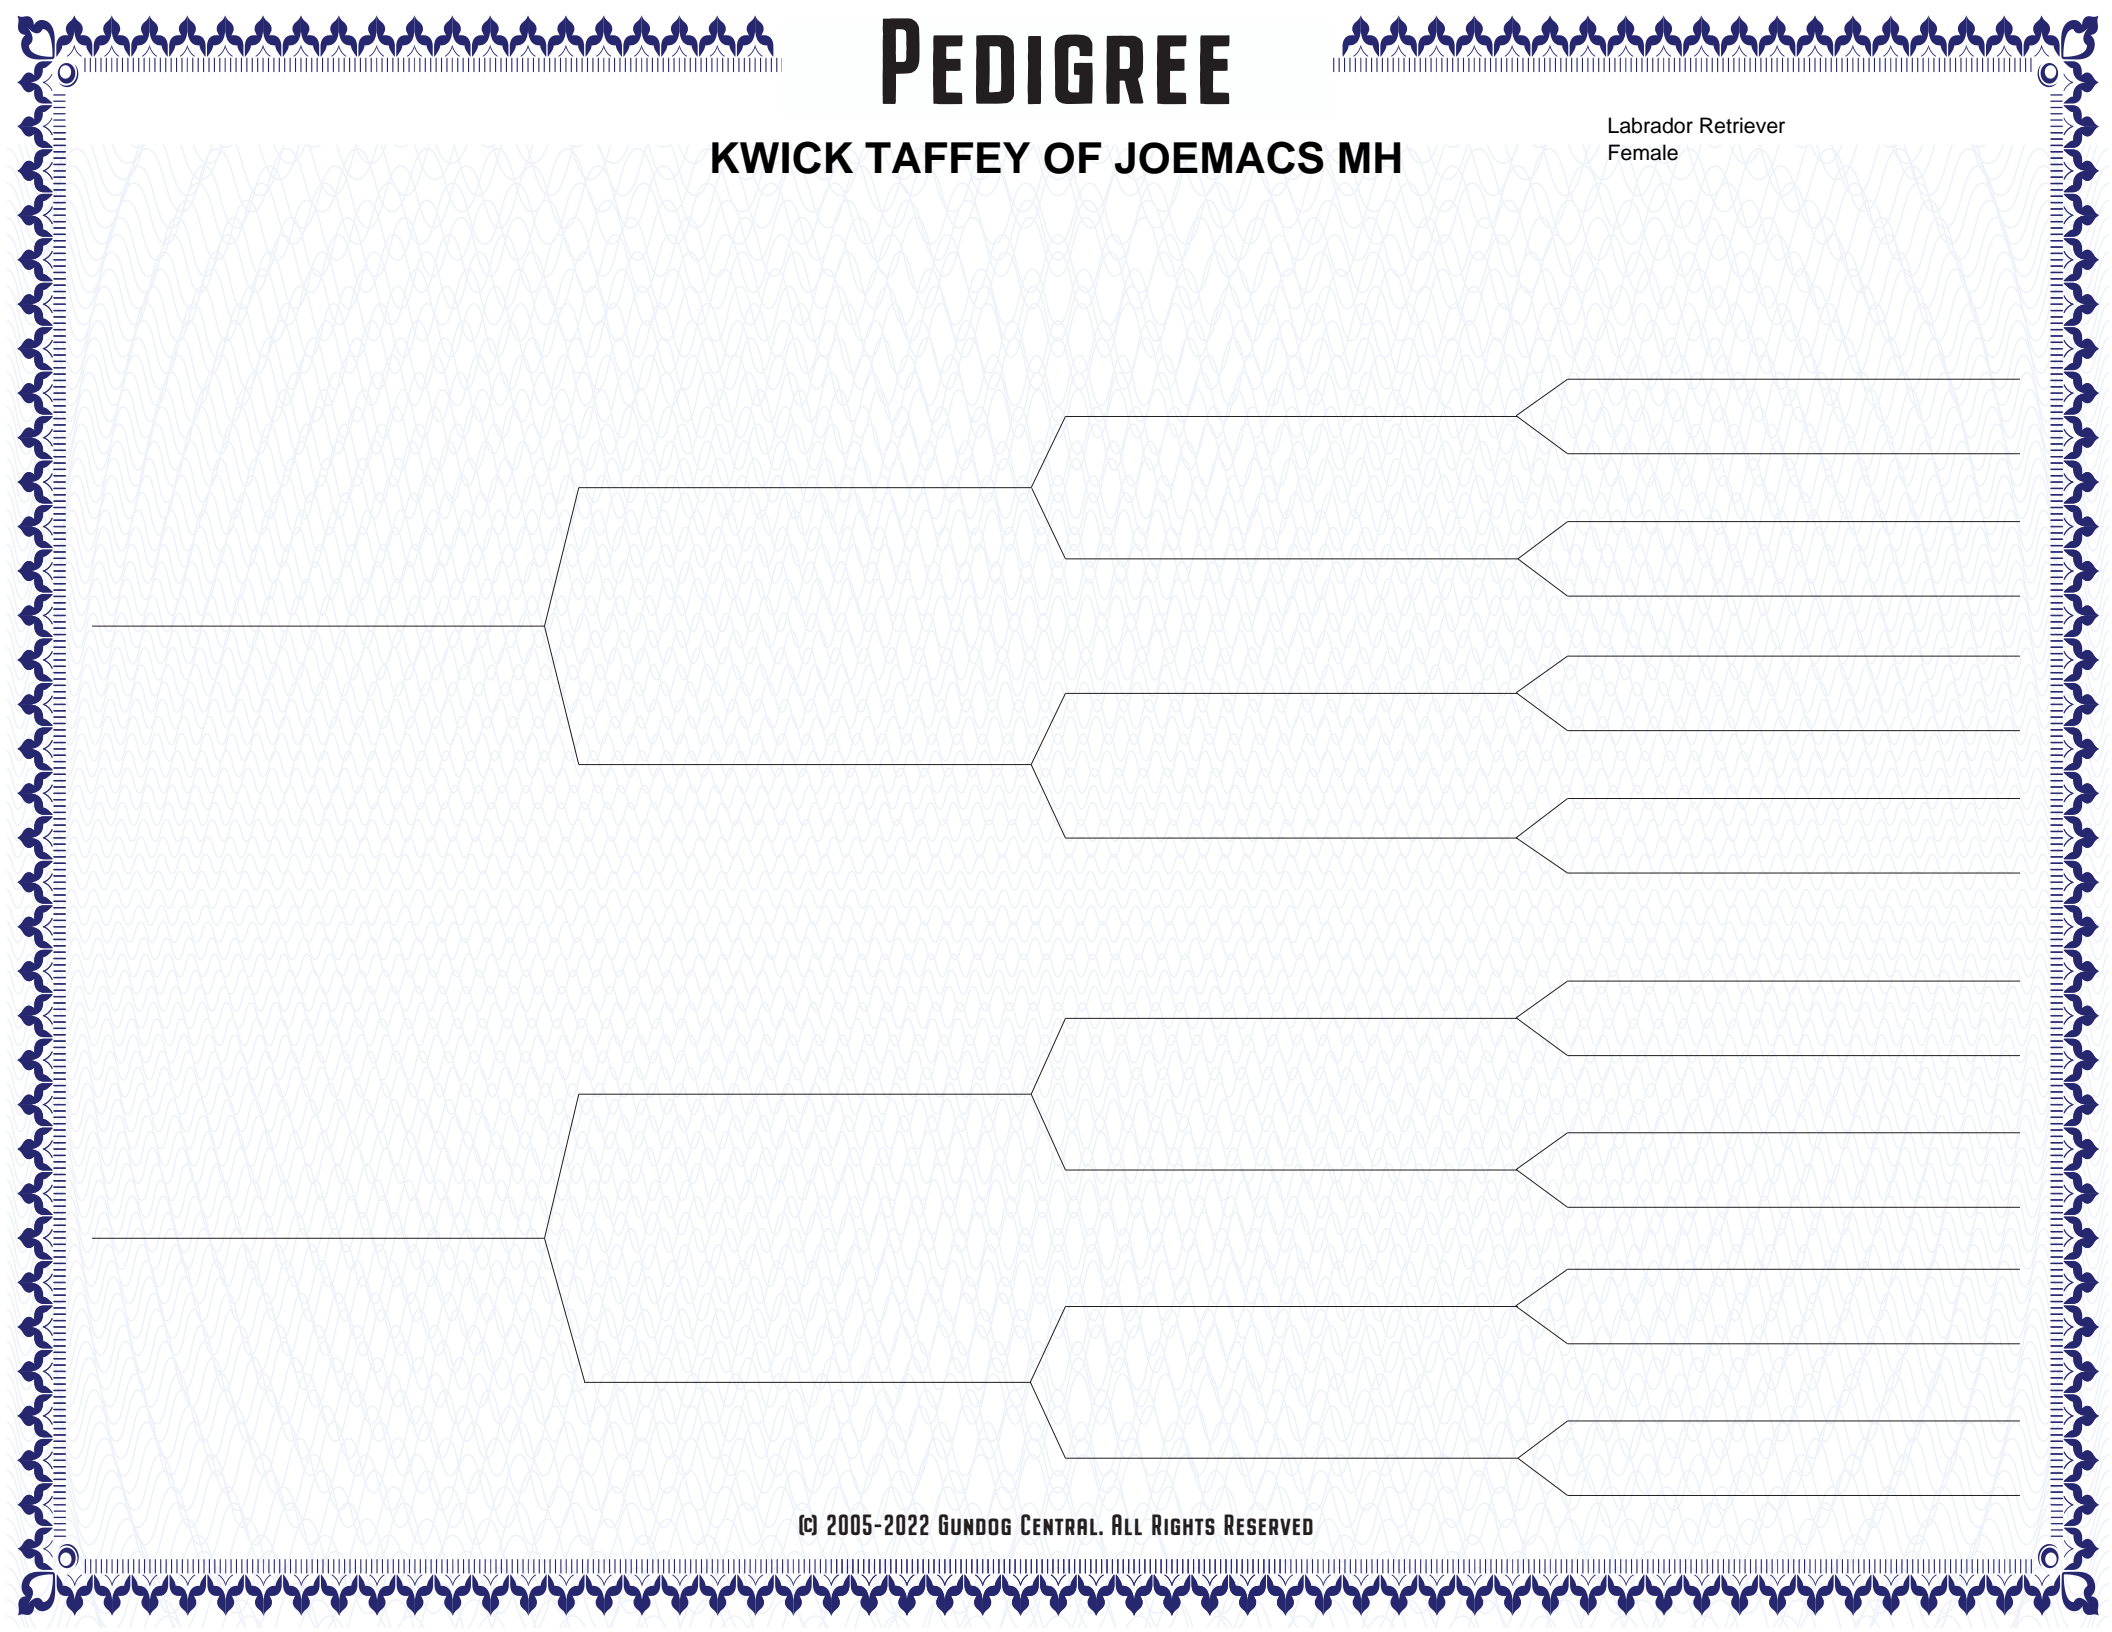 PEDIGREE
KWICK TAFFEY OF JOEMACS MH
Labrador Retriever
Female
(C) 2005-2022 GUNDOG CENTRAL. ALL RIGHTS RESERVED